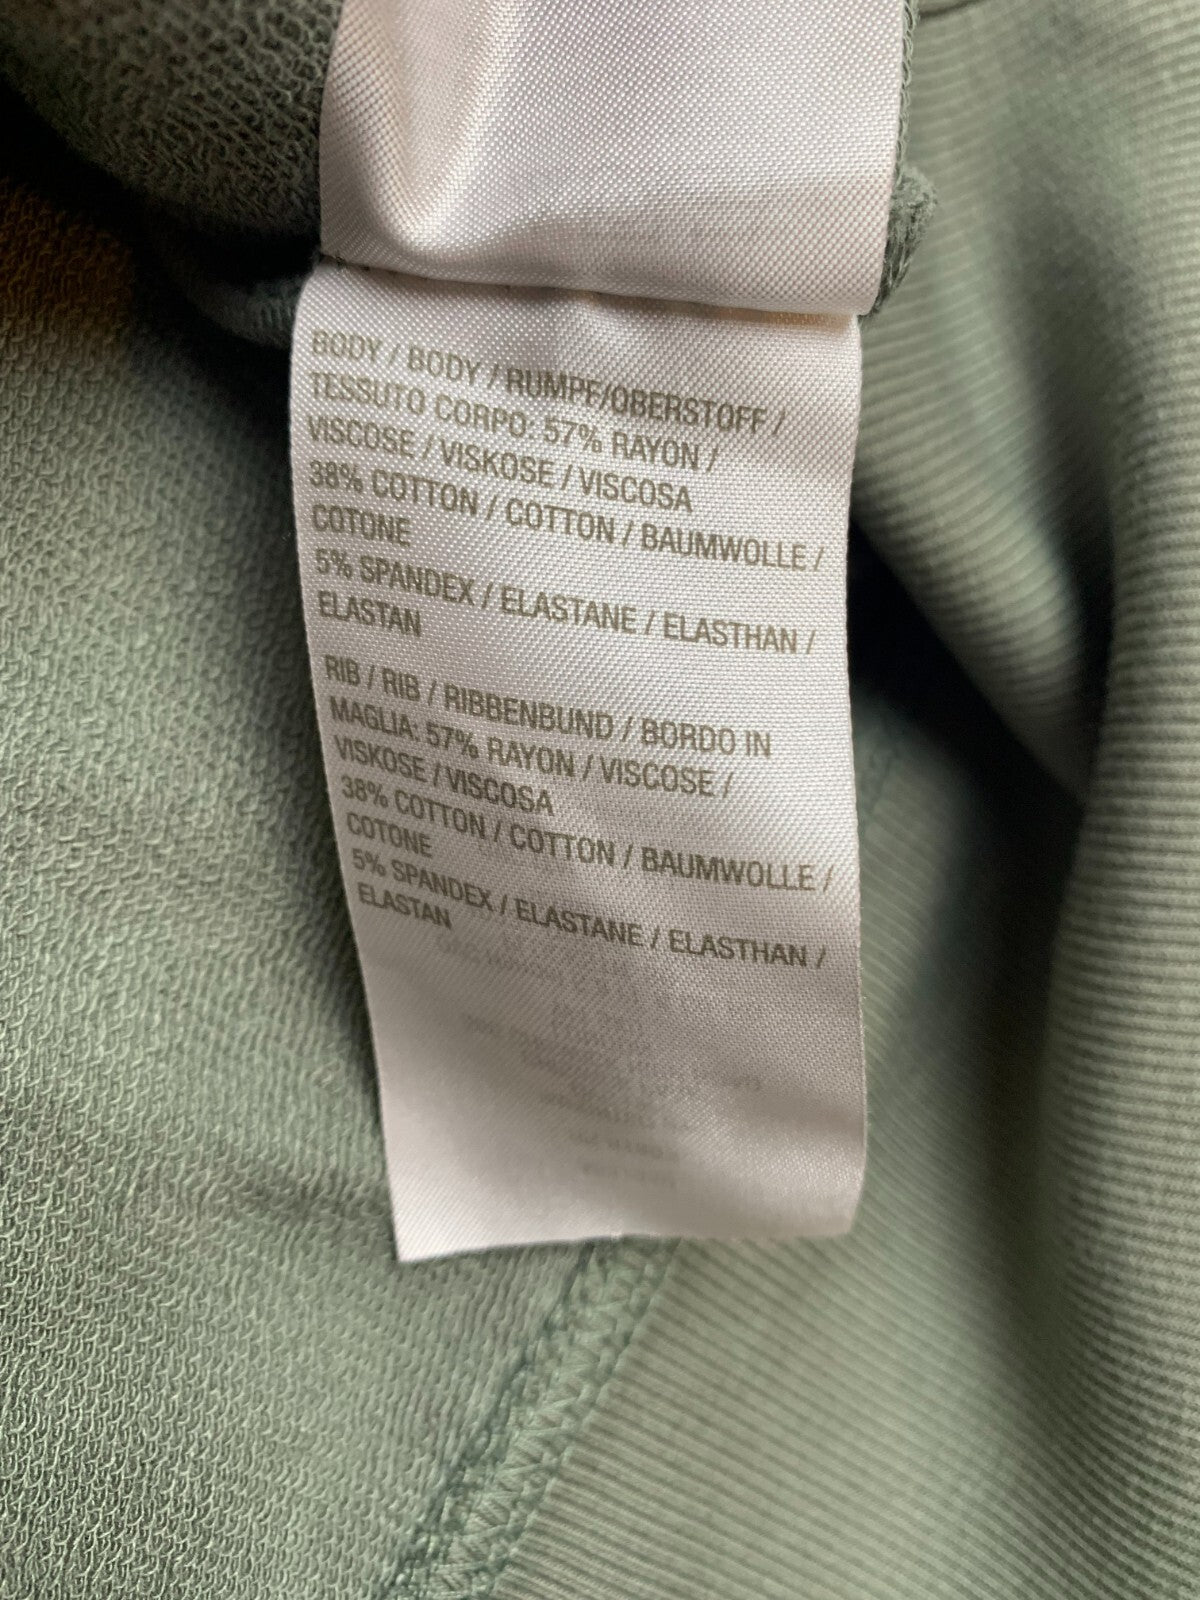 BODY / BODY / RUMPF/OBERSTOFF /
TESSUTO CORPO: 57% RAYON /
VISCOSE / VISKOSE / VISCOSA
38% COTTON / COTTON / BAUMWOLLE /
COTONE
5% SPANDEX / ELASTANE / ELASTHAN /
ELASTAN
RIB / RIB / RIBBENBUND / BORDO IN
MAGLIA: 57% RAYON / VISCOSE /
VISKOSE / VISCOSA
38% COTTON / COTTON / BAUMWOLLE /
COTONE
5% SPANDEX / ELASTANE / ELASTHAN /
ELASTAN